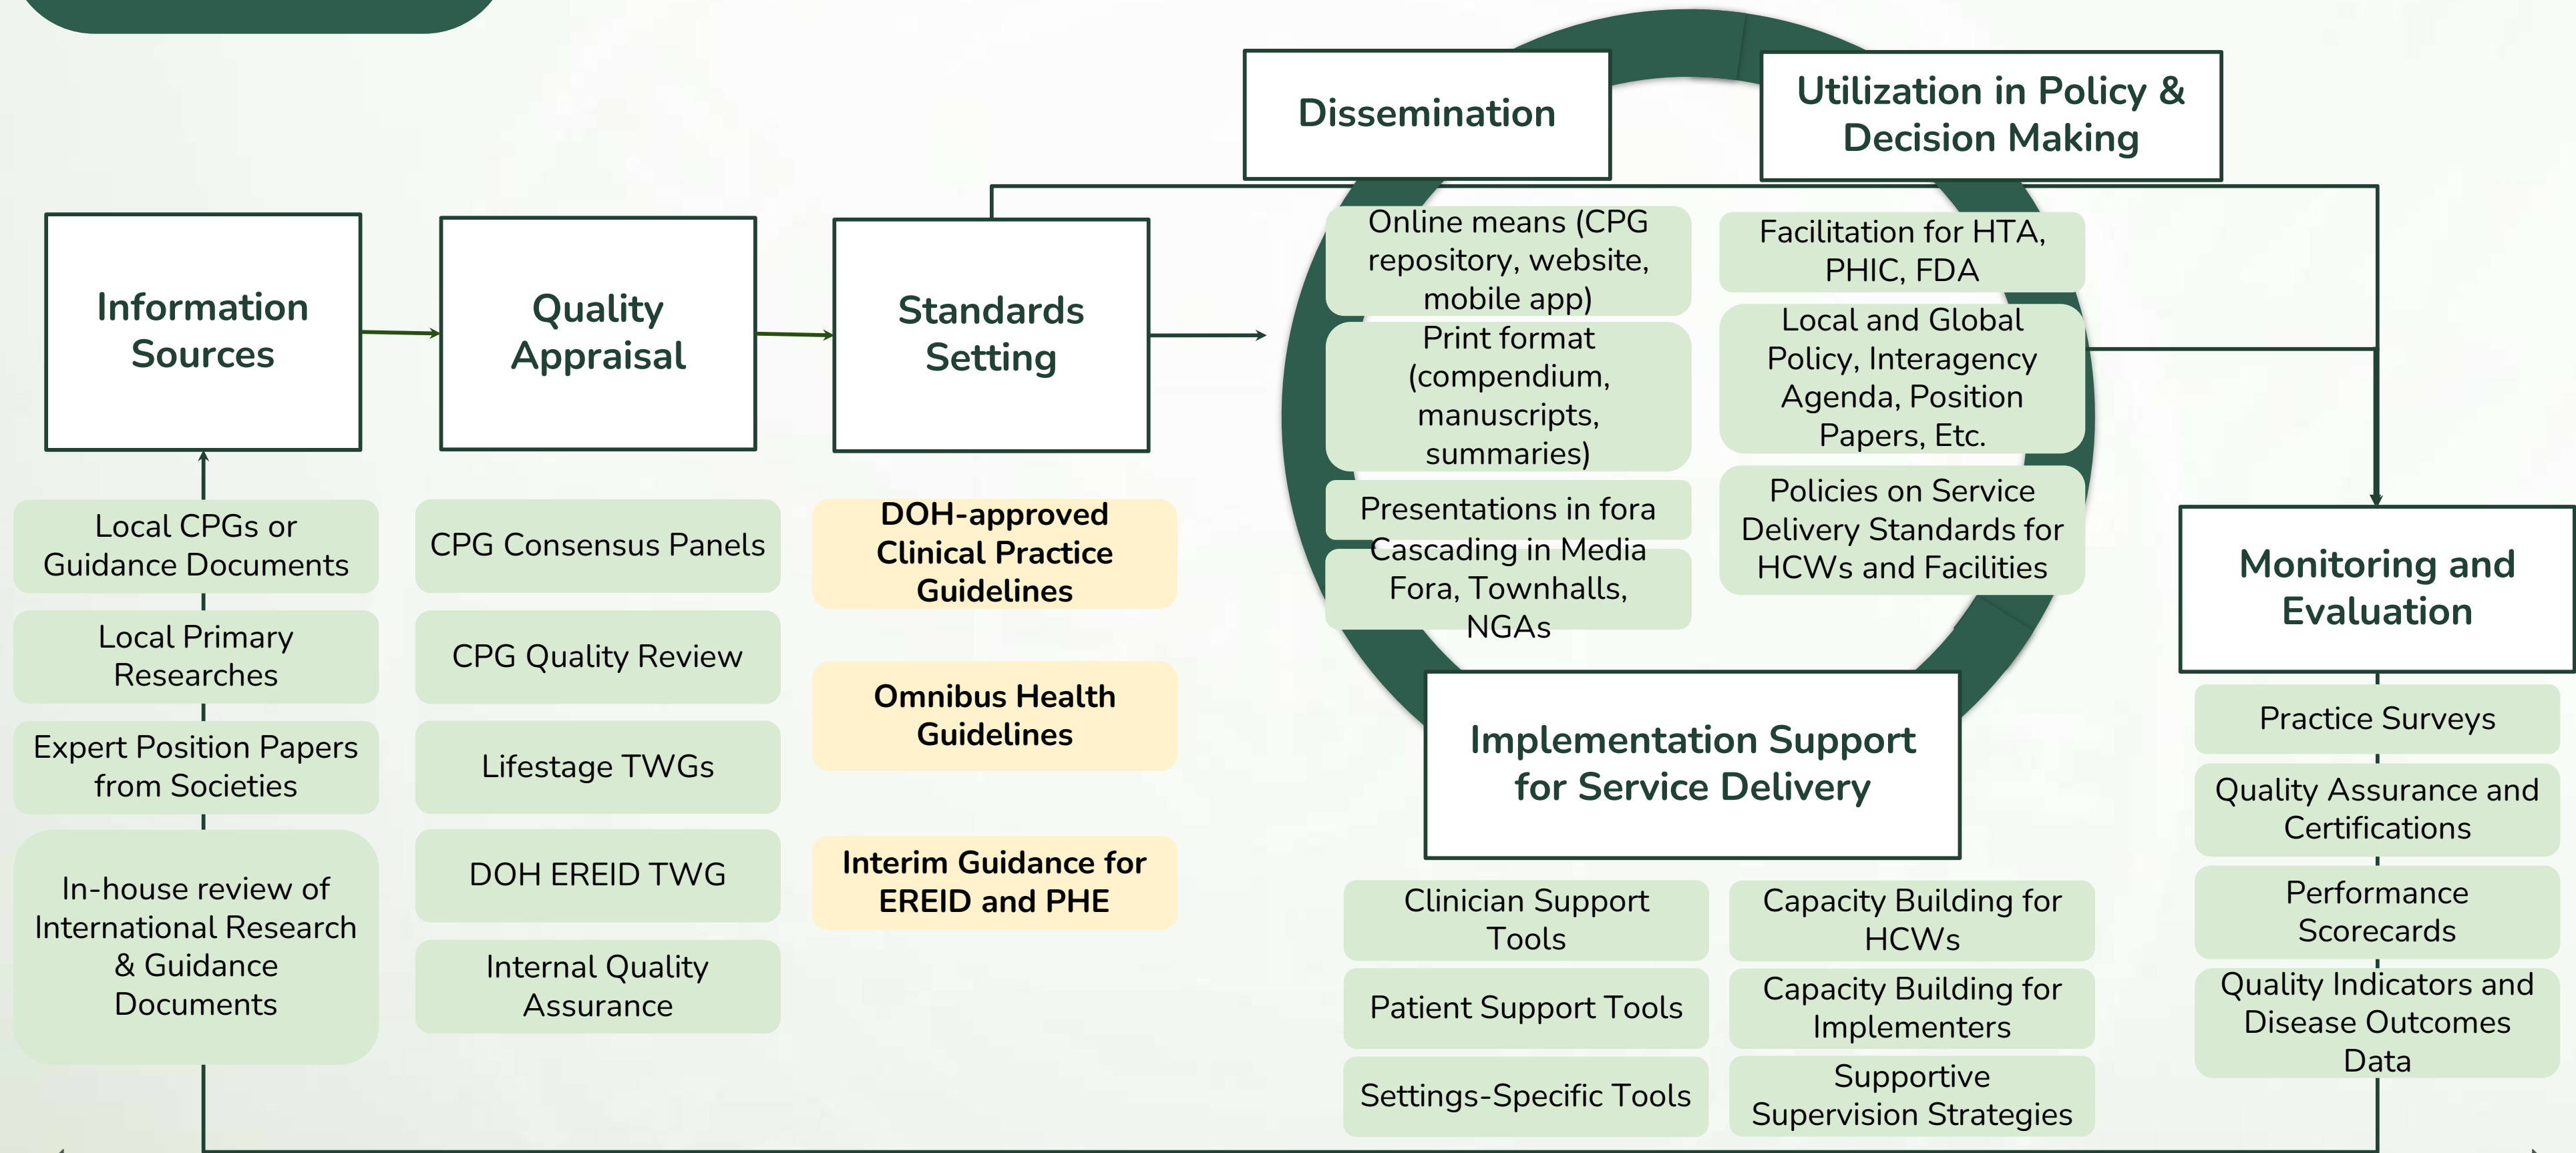 Dissemination
Utilization in Policy &
Decision Making
Information
Sources
Quality
Appraisal
Standards
Setting
Online means (CPG
repository, website,
mobile app)
Print format
(compendium,
manuscripts,
summaries)
Presentations in fora
Cascading in Media
Fora, Townhalls,
NGAs
Facilitation for HTA,
PHIC, FDA
Local and Global
Policy, Interagency
Agenda, Position
Papers, Etc.
Policies on Service
Delivery Standards for
HCWs and Facilities
Monitoring and
Evaluation
Local CPGs or
Guidance Documents
Local Primary
Researches
Expert Position Papers
from Societies
In-house review of
International Research
& Guidance
Documents
CPG Consensus Panels
CPG Quality Review
Lifestage TWGs
DOH EREID TWG
Internal Quality
Assurance
DOH-approved
Clinical Practice
Guidelines
Omnibus Health
Guidelines
Interim Guidance for
EREID and PHE
Implementation Support
for Service Delivery
Clinician Support
Tools
Patient Support Tools
Settings-Specific Tools
Capacity Building for
HCWs
Capacity Building for
Implementers
Supportive
Supervision Strategies
Practice Surveys
Quality Assurance and
Certifications
Performance
Scorecards
Quality Indicators and
Disease Outcomes
Data